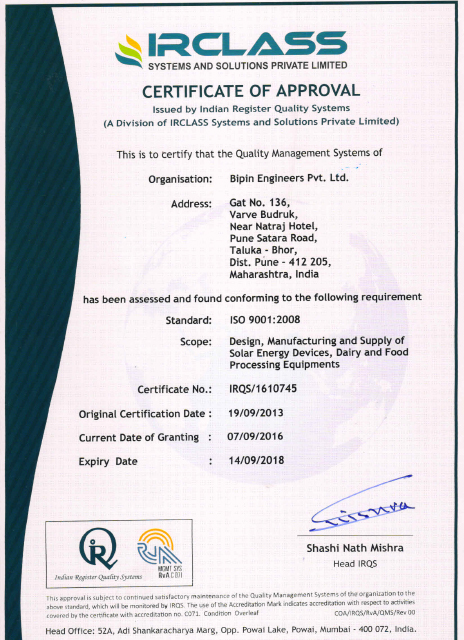 IRCLASS
SYSTEMS AND SOLUTIONS PRIVATE LIMITED
CERTIFICATE OF APPROVAL
Issued by Indian Register Quality Systems
(A Division of IRCLASS Systems and Solutions Private Limited)
This is to certify that the Quality Management Systems of
Organisation: Bipin Engineers Pvt. Ltd.
Address: Gat No. 136,
Varve Budruk,
Near Natraj Hotel,
Pune Satara Road,
Taluka - Bhor,
Dist. Pune - 412 205,
Maharashtra, India
has been assessed and found conforming to the following requirement
Standard: ISO 9001:2008
Scope: Design, Manufacturing and Supply of
Solar Energy Devices, Dairy and Food
Processing Equipments
Certificate No.: IRQS/1610745
Original Certification Date : 19/09/2013
Current Date of Granting : 07/09/2016
Expiry Date : 14/09/2018
Shashi Nath Mishra
Head IRQS
IRQ
Indian Register Quality Systems
RvA
MGMT SYS
RvA C 071
This approval is subject to continued satisfactory maintenance of the Quality Management Systems of the organization to the
above standard, which will be monitored by IRQS. The use of the Accreditation Mark indicates accreditation with respect to activities
covered by the certificate with accreditation no. C071. Condition Overleaf COA/IRQS/RvA/QMS/Rev 00
Head Office: 52A, Adi Shankaracharya Marg, Opp. Powai Lake, Powai, Mumbai - 400 072, India.